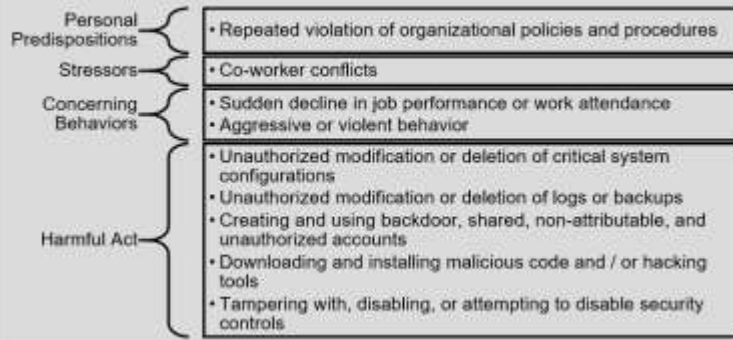 Personal
Predispositions
• Repeated violation of organizational policies and procedures
Stressors
• Co-worker conflicts
Concerning
Behaviors
• Sudden decline in job performance or work attendance
• Aggressive or violent behavior
Harmful Act
• Unauthorized modification or deletion of critical system
configurations
• Unauthorized modification or deletion of logs or backups
• Creating and using backdoor, shared, non-attributable, and
unauthorized accounts
• Downloading and installing malicious code and / or hacking
tools
• Tampering with, disabling, or attempting to disable security
controls